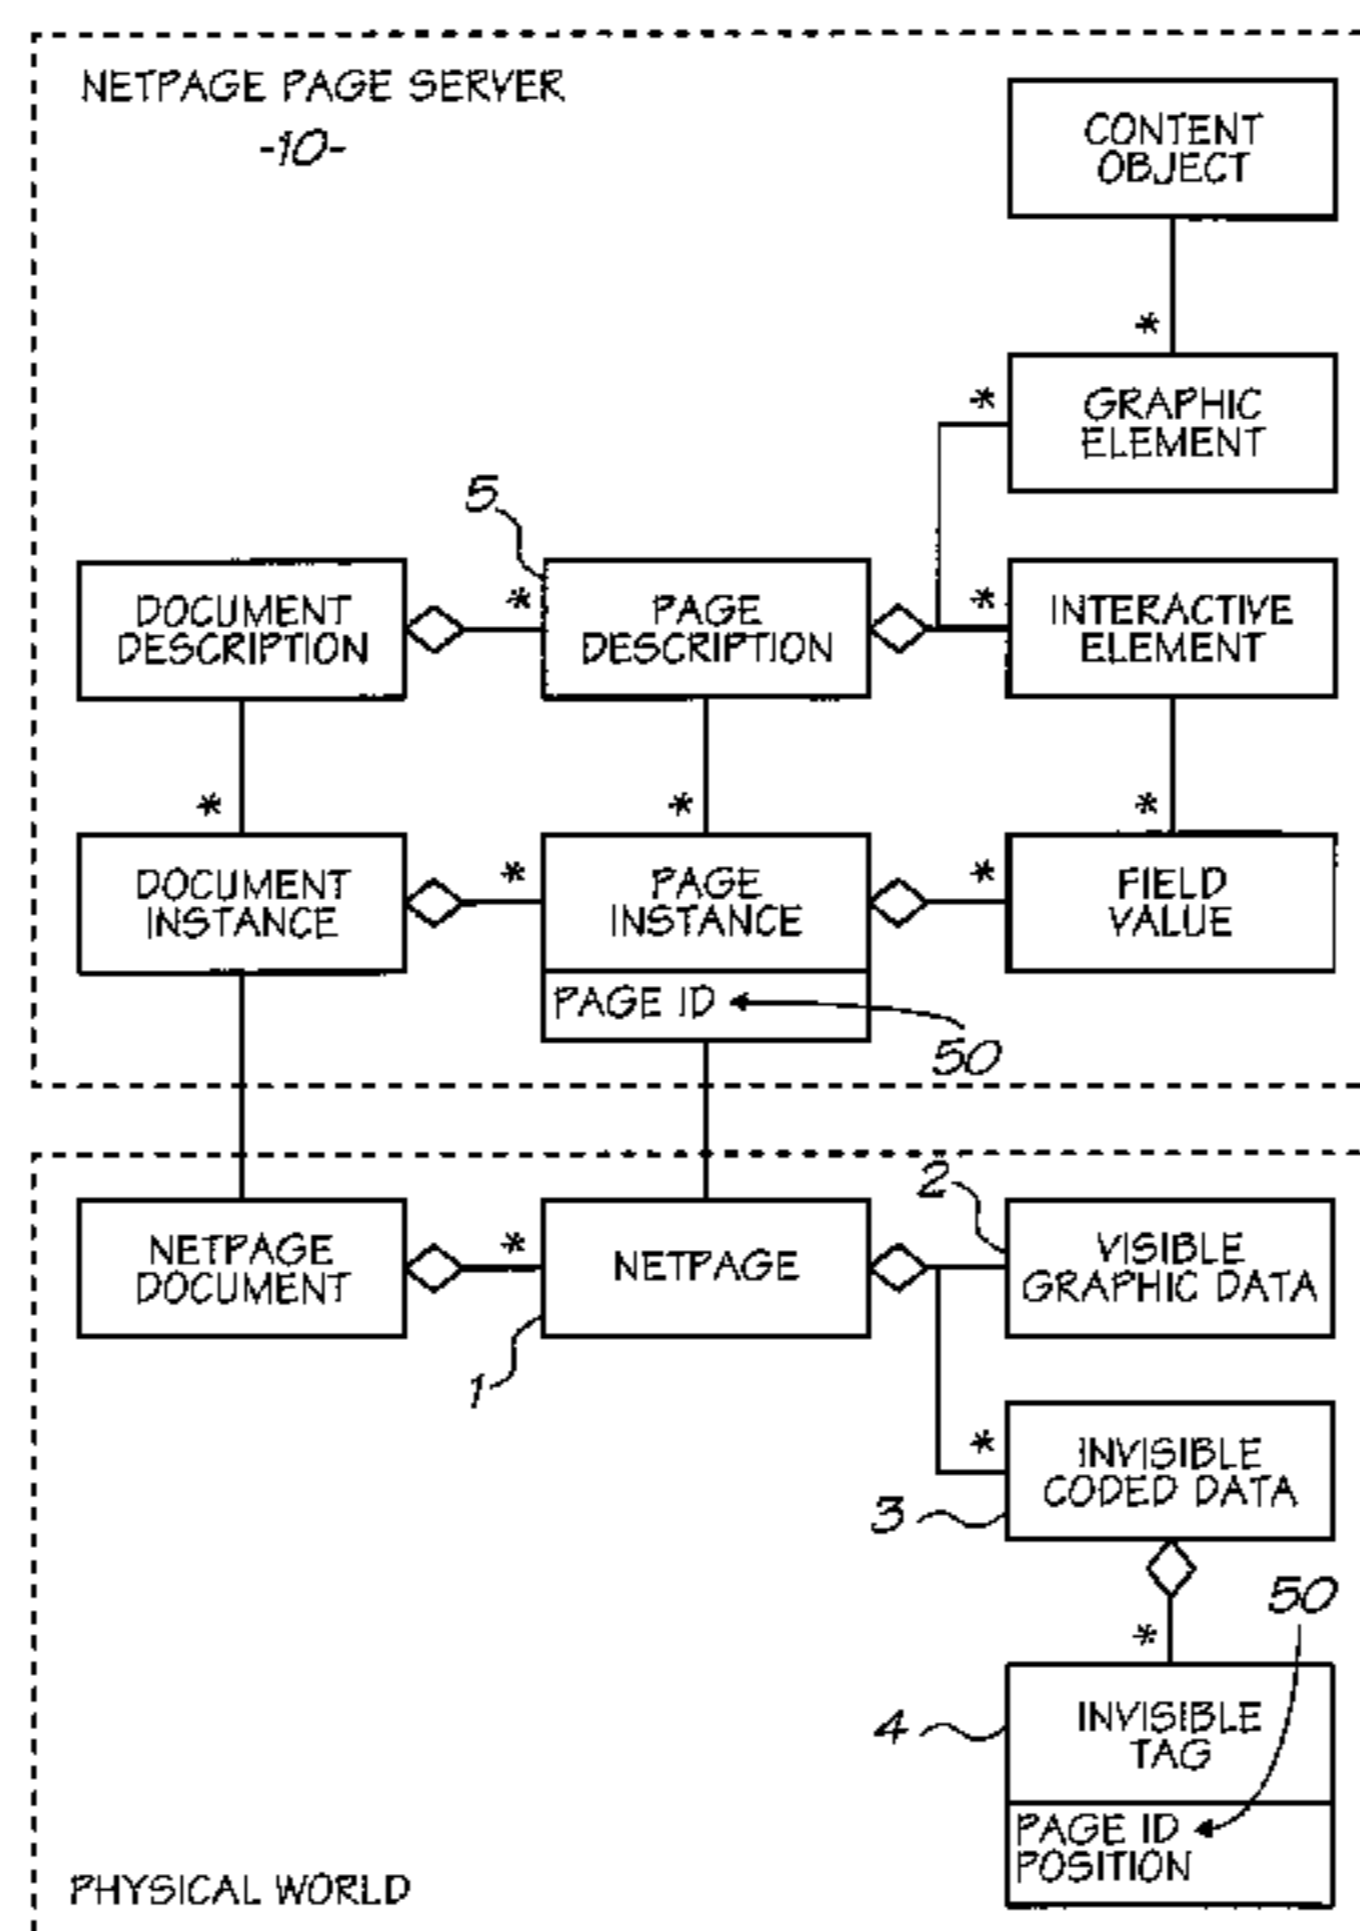 NETPAGE PAGE SERVER
-10-
CONTENT
OBJECT
*
*
GRAPHIC
ELEMENT
5
DOCUMENT
DESCRIPTION
*
PAGE
DESCRIPTION
*
INTERACTIVE
ELEMENT
*
*
*
DOCUMENT
INSTANCE
*
PAGE
INSTANCE
*
FIELD
VALUE
PAGE ID
50
2
NETPAGE
DOCUMENT
*
NETPAGE
VISIBLE
GRAPHIC DATA
1
*
INVISIBLE
CODED DATA
3
50
*
4
INVISIBLE
TAG
PAGE ID
POSITION
PHYSICAL WORLD